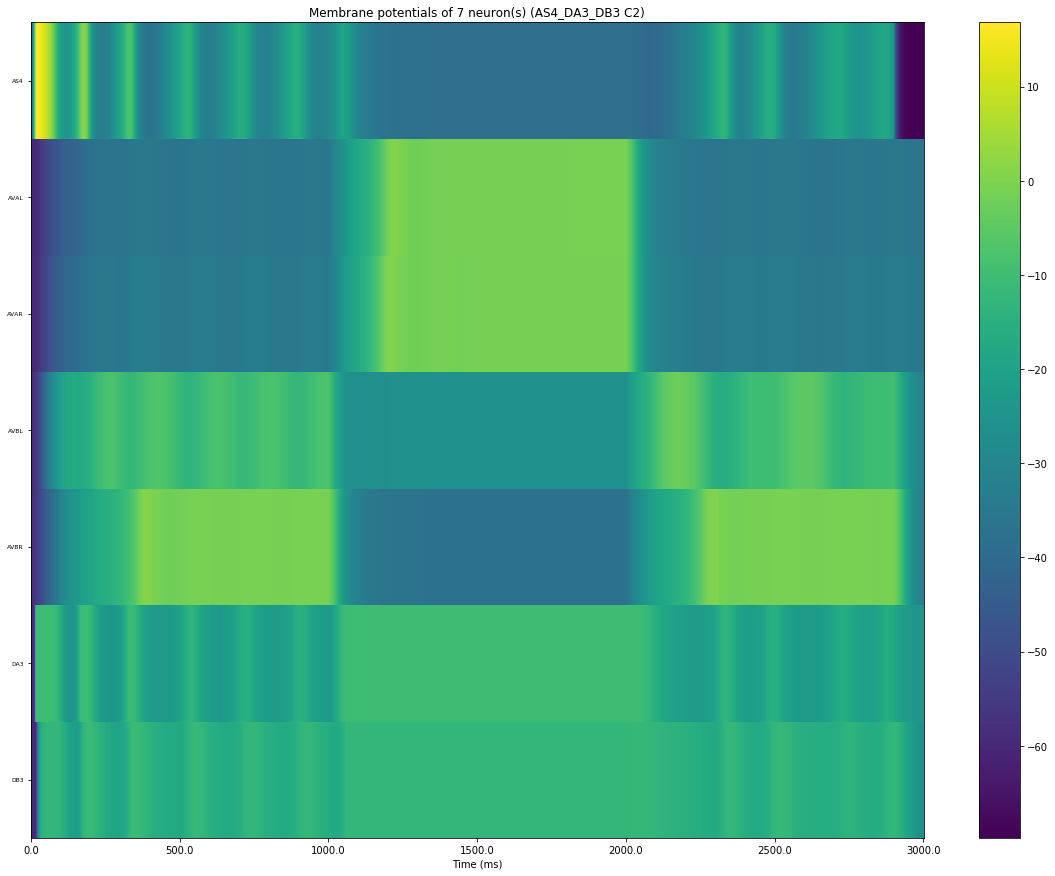 Membrane potentials of 7 neuron(s) (AS4_DA3_DB3 C2)
AS4
AVAL
AVAR
AVBL
AVBR
DA3
DB3
0.0 500.0 1000.0 1500.0 2000.0 2500.0 3000.0
Time (ms)
10
0
−10
−20
−30
−40
−50
−60